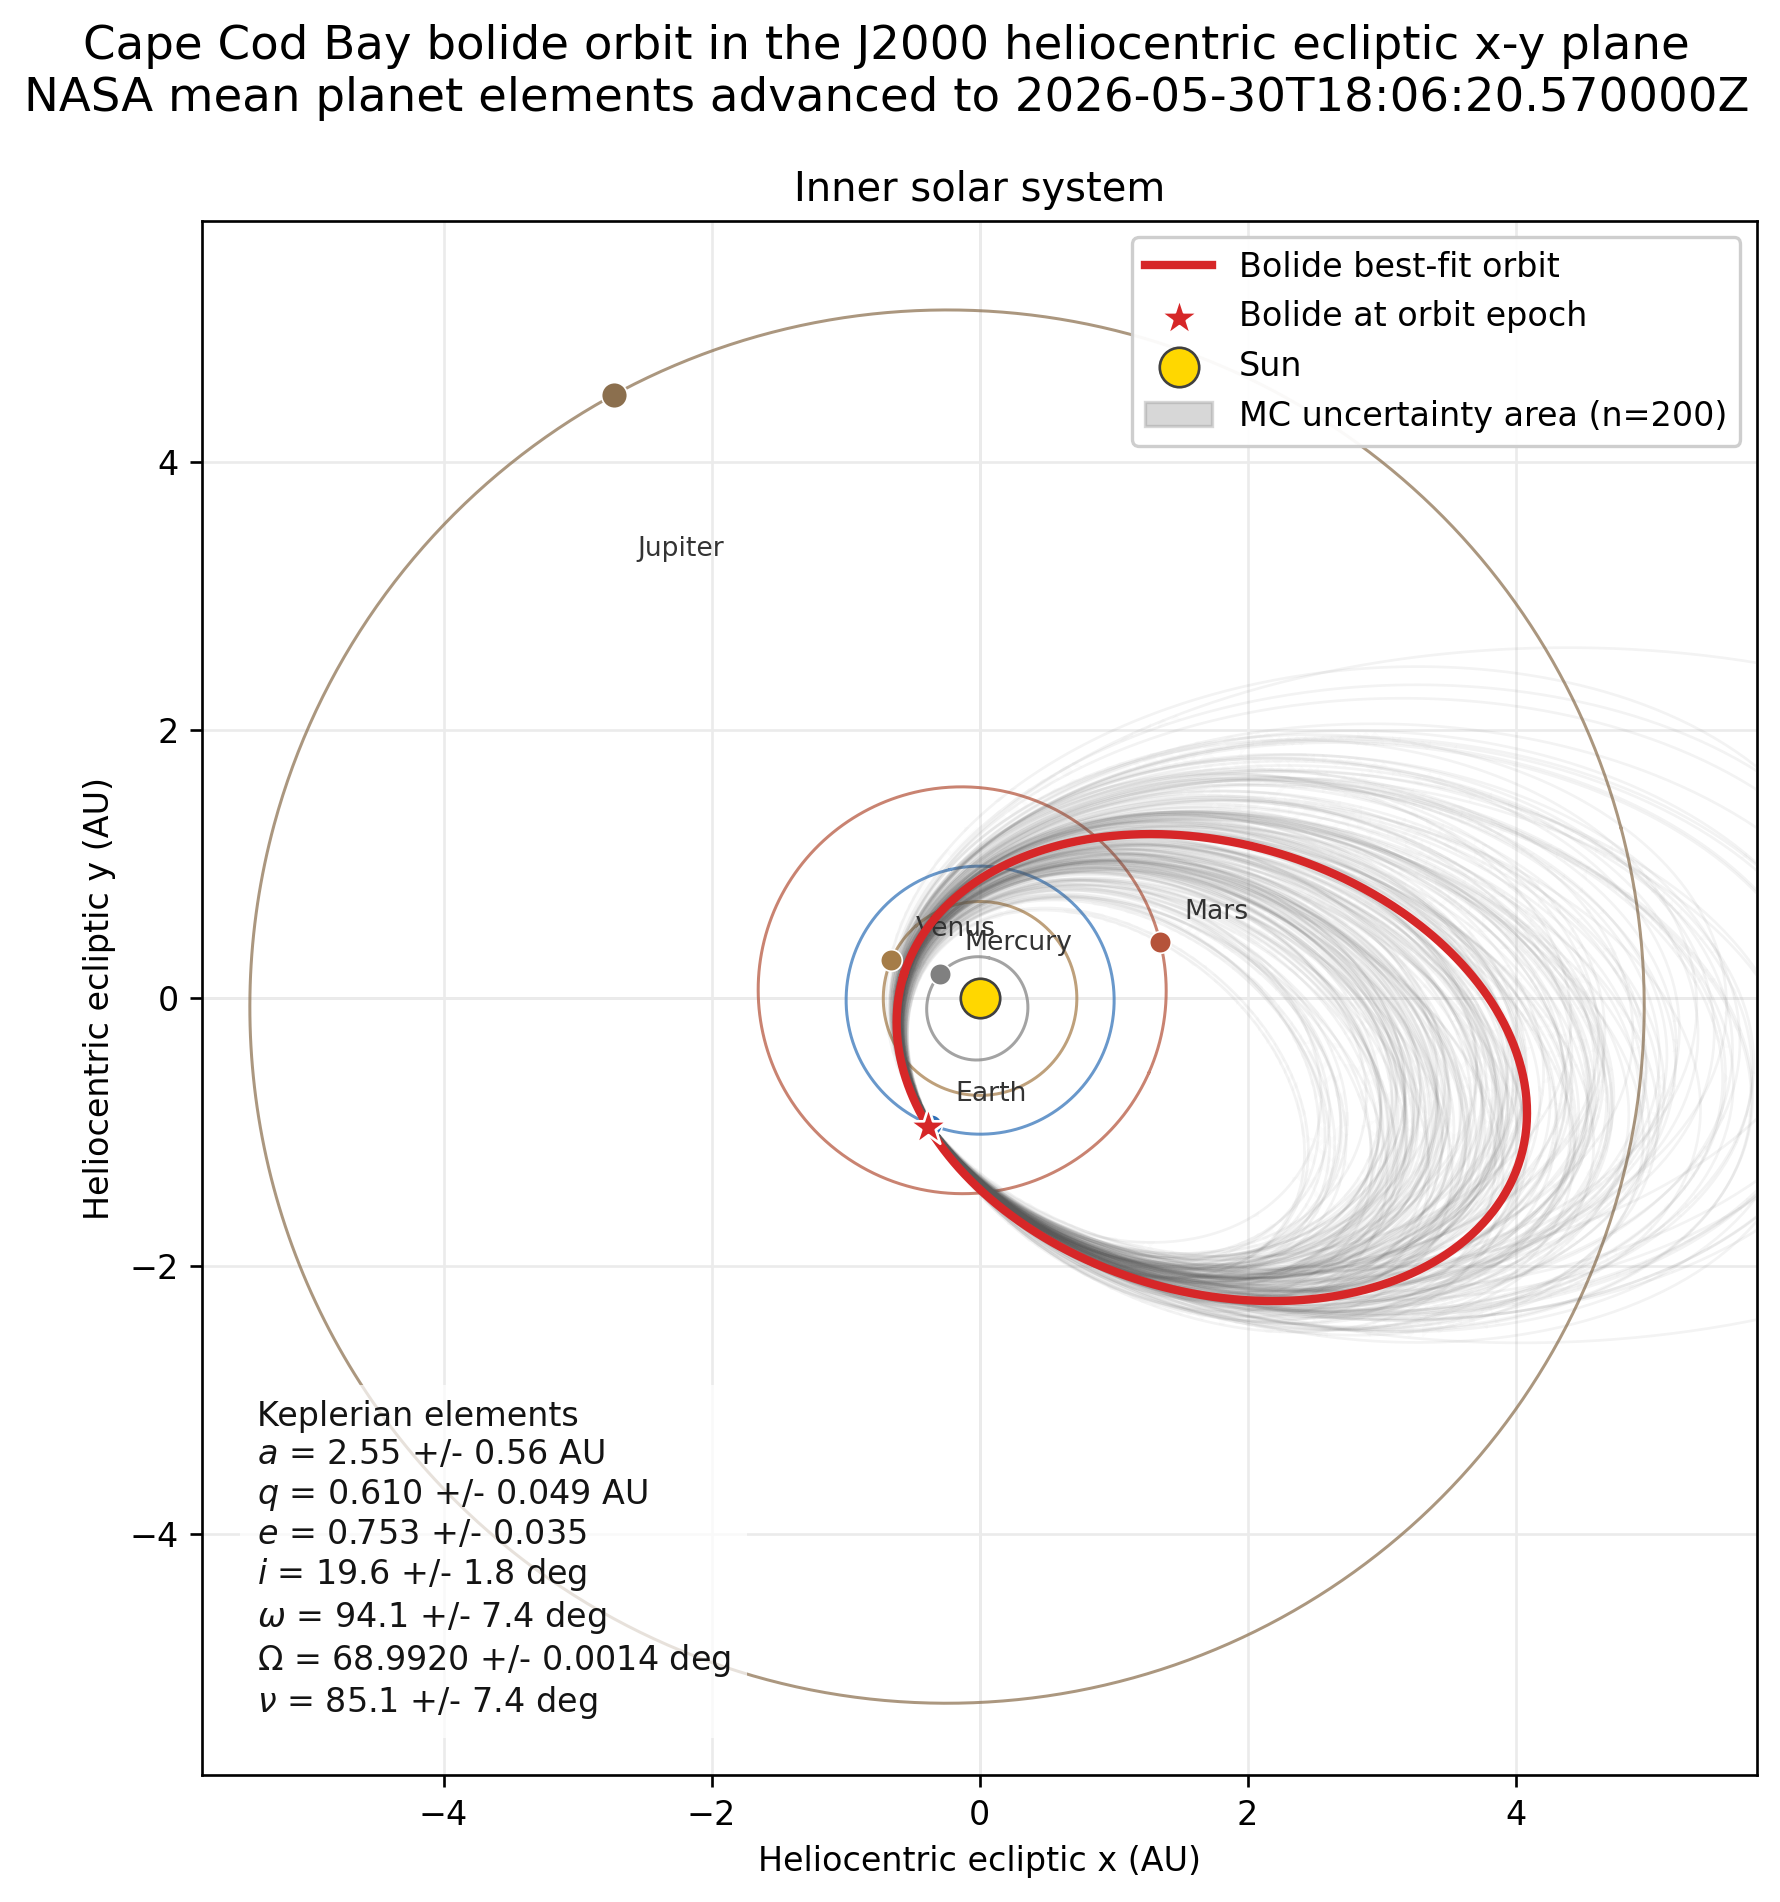 Cape Cod Bay bolide orbit in the J2000 heliocentric ecliptic x-y plane
NASA mean planet elements advanced to 2026-05-30T18:06:20.570000Z
Inner solar system
Bolide best-fit orbit
Bolide at orbit epoch
Sun
MC uncertainty area (n=200)
Jupiter
Mars
Venus
Mercury
Earth
4
2
0
−2
−4
Heliocentric ecliptic y (AU)
Keplerian elements
a = 2.55 +/- 0.56 AU
q = 0.610 +/- 0.049 AU
e = 0.753 +/- 0.035
i = 19.6 +/- 1.8 deg
ω = 94.1 +/- 7.4 deg
Ω = 68.9920 +/- 0.0014 deg
ν = 85.1 +/- 7.4 deg
−4 −2 0 2 4
Heliocentric ecliptic x (AU)